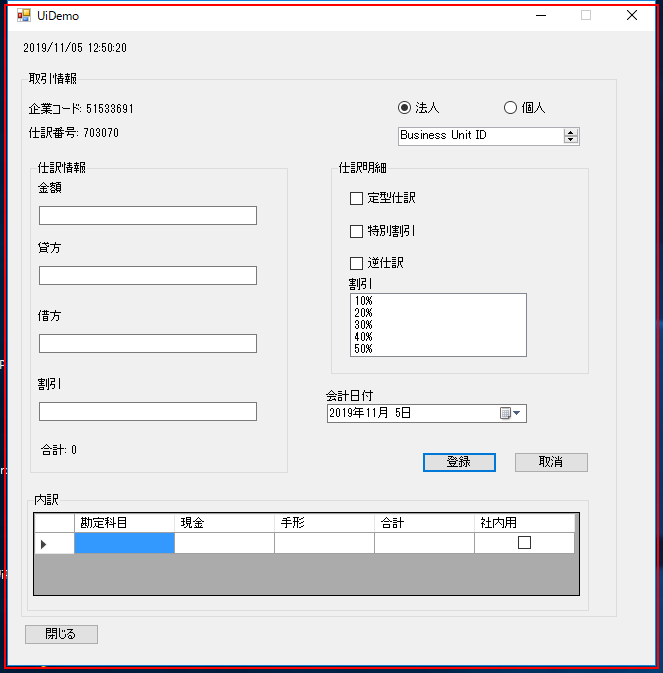 UiDemo
2019/11/05 12:50:20
取引情報
企業コード: 51533691
法人
個人
仕訳番号: 703070
Business Unit ID
仕訳情報
金額
貸方
借方
割引
合計: 0
仕訳明細
定型仕訳
特別割引
逆仕訳
割引
10%
20%
30%
40%
50%
会計日付
2019年11月 5日
登録
取消
内訳
勘定科目 現金 手形 合計 社内用
閉じる